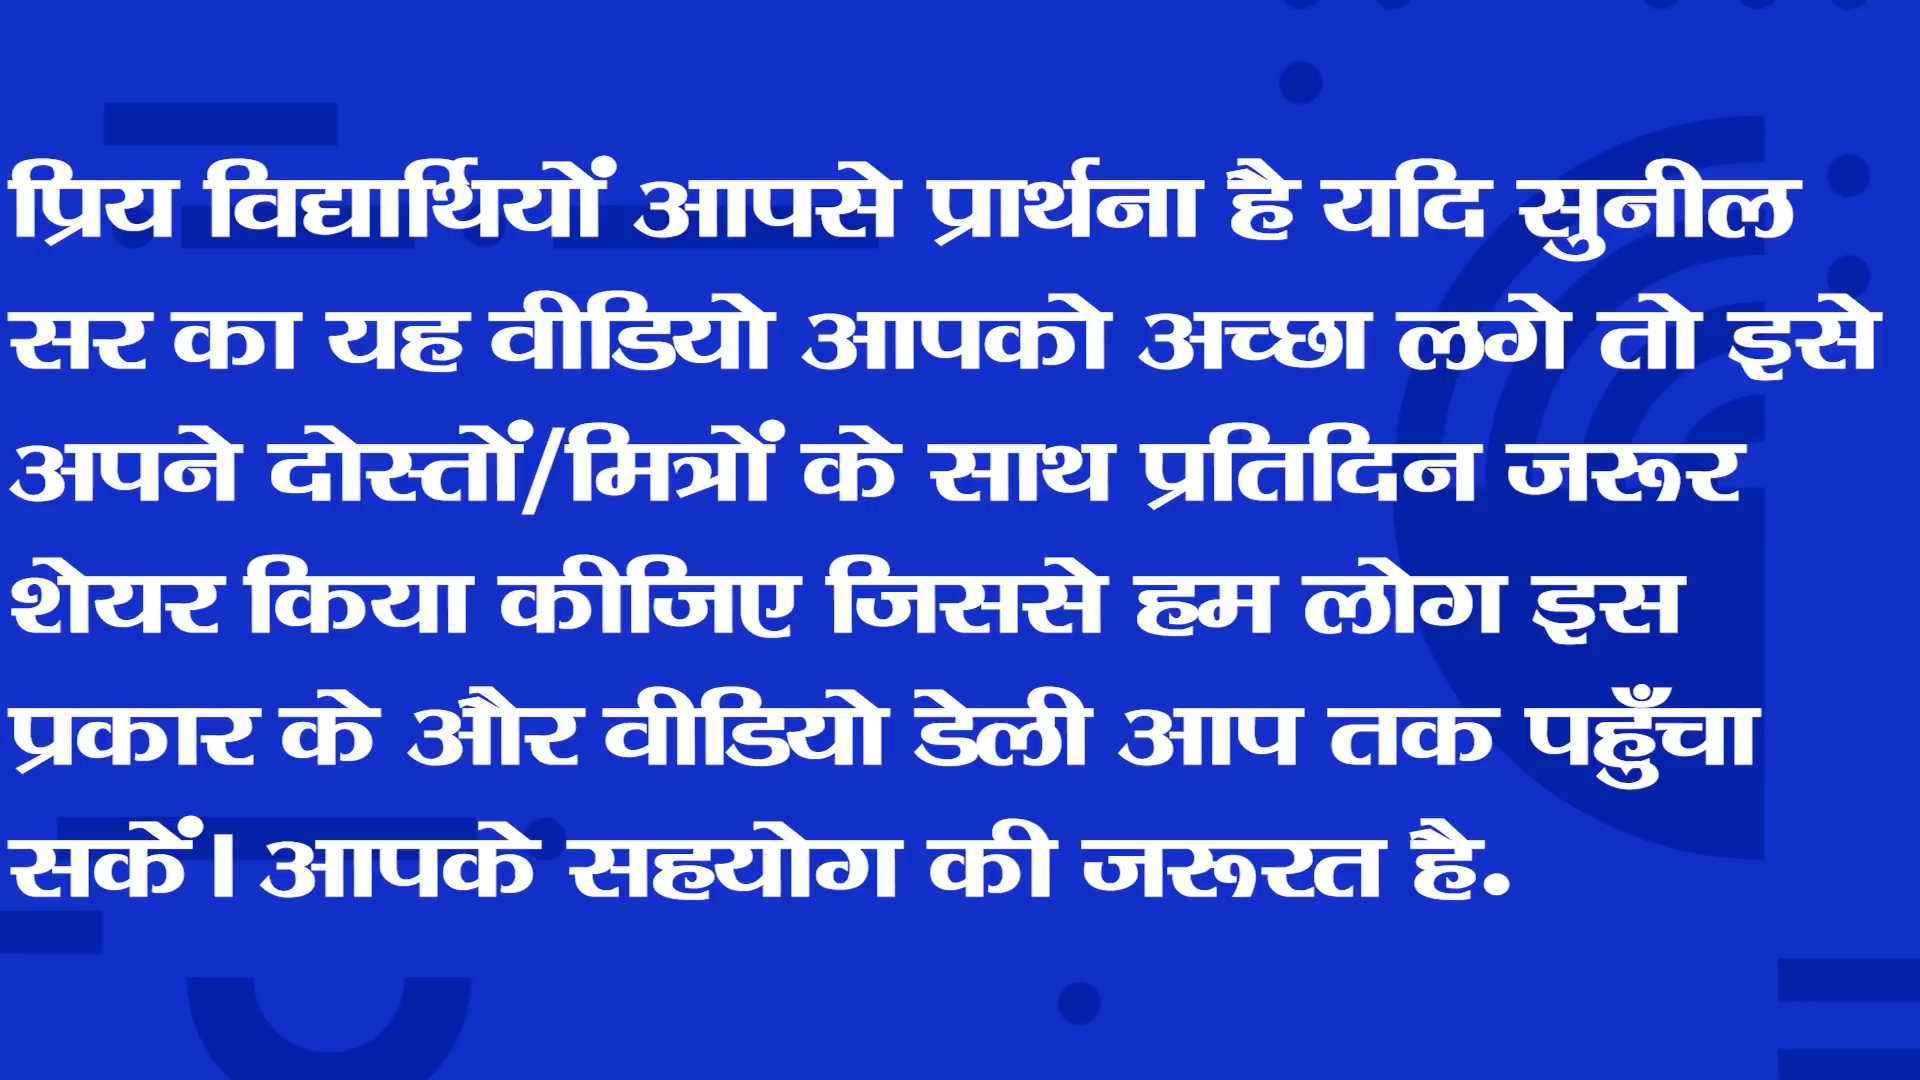 प्रिय विद्यार्थियों आपसे प्रार्थना है यदि सुनील
सर का यह वीडियो आपको अच्छा लगे तो इसे
अपने दोस्तों/मित्रों के साथ प्रतिदिन जरूर
शेयर किया कीजिए जिससे हम लोग इस
प्रकार के और वीडियो डेली आप तक पहुँचा
सकें। आपके सहयोग की जरूरत है.